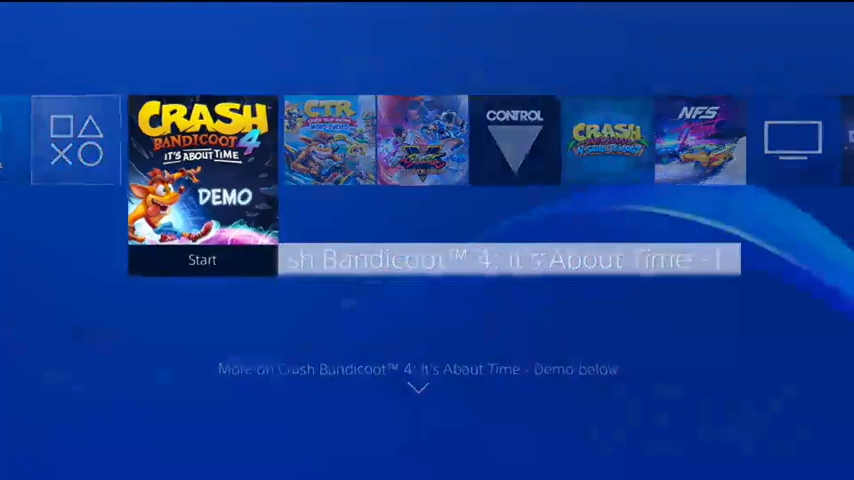 CRASH
BANDICOOT 4
IT'S ABOUT TIME
DEMO
CTR
CONTROL
CRASH
NFS
Start
sh Bandicoot™ 4: It's About Time -
More on Crash Bandicoot™ 4: It's About Time - Demo below